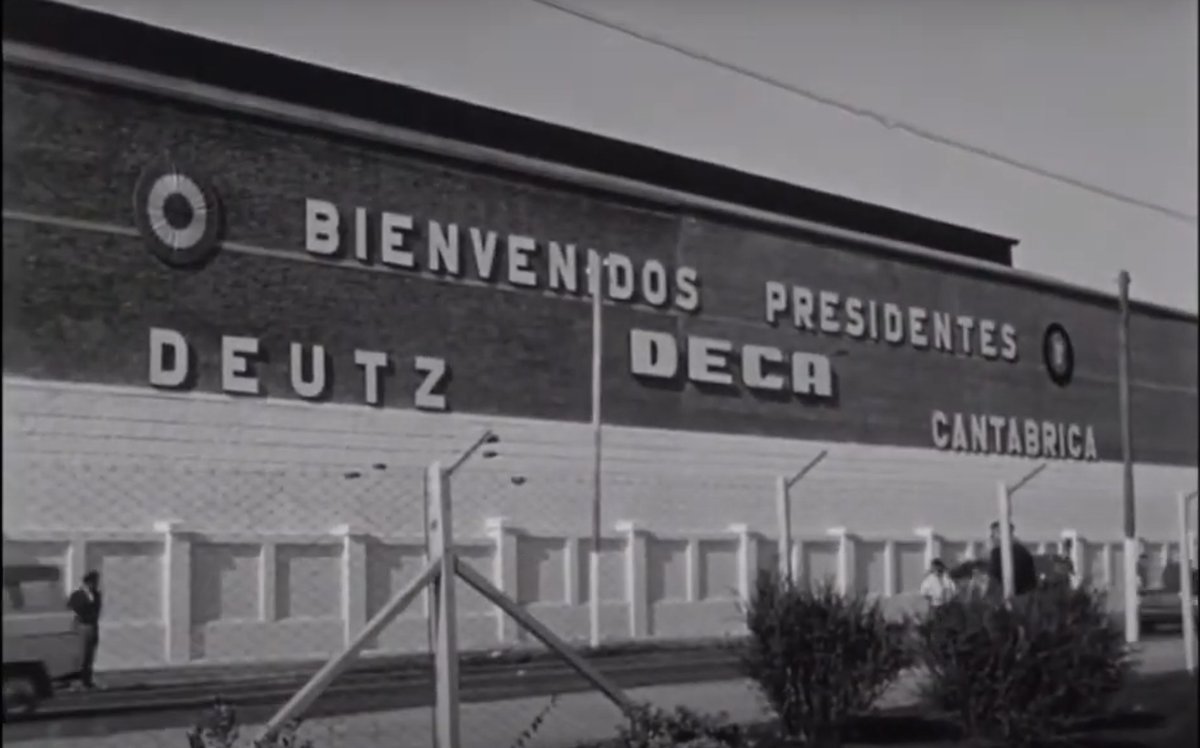 BIENVENIDOS PRESIDENTES
DEUTZ DECA CANTABRICA